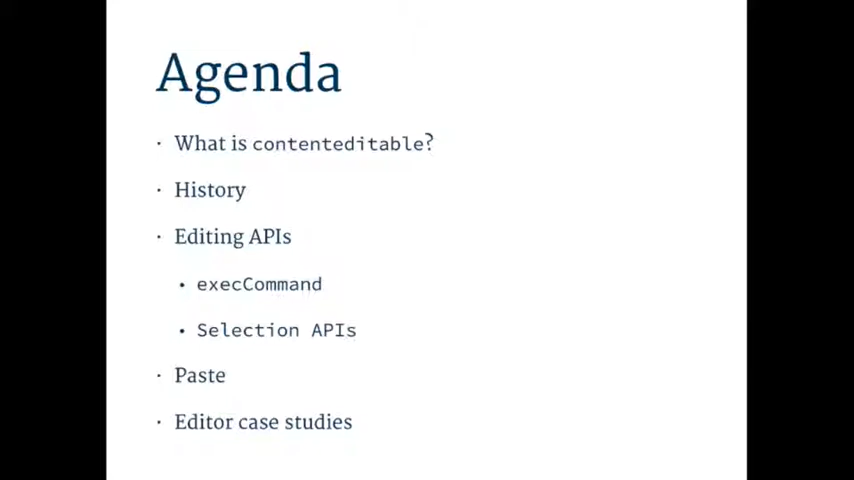 Agenda
· What is contenteditable?
· History
· Editing APIs
• execCommand
• Selection APIs
· Paste
· Editor case studies